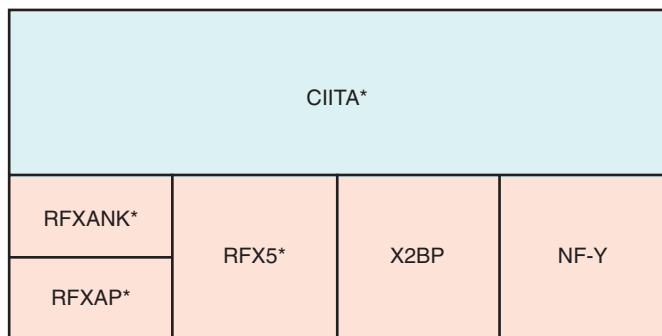 CIITA*
RFXANK*
RFXAP*
RFX5*
X2BP
NF-Y